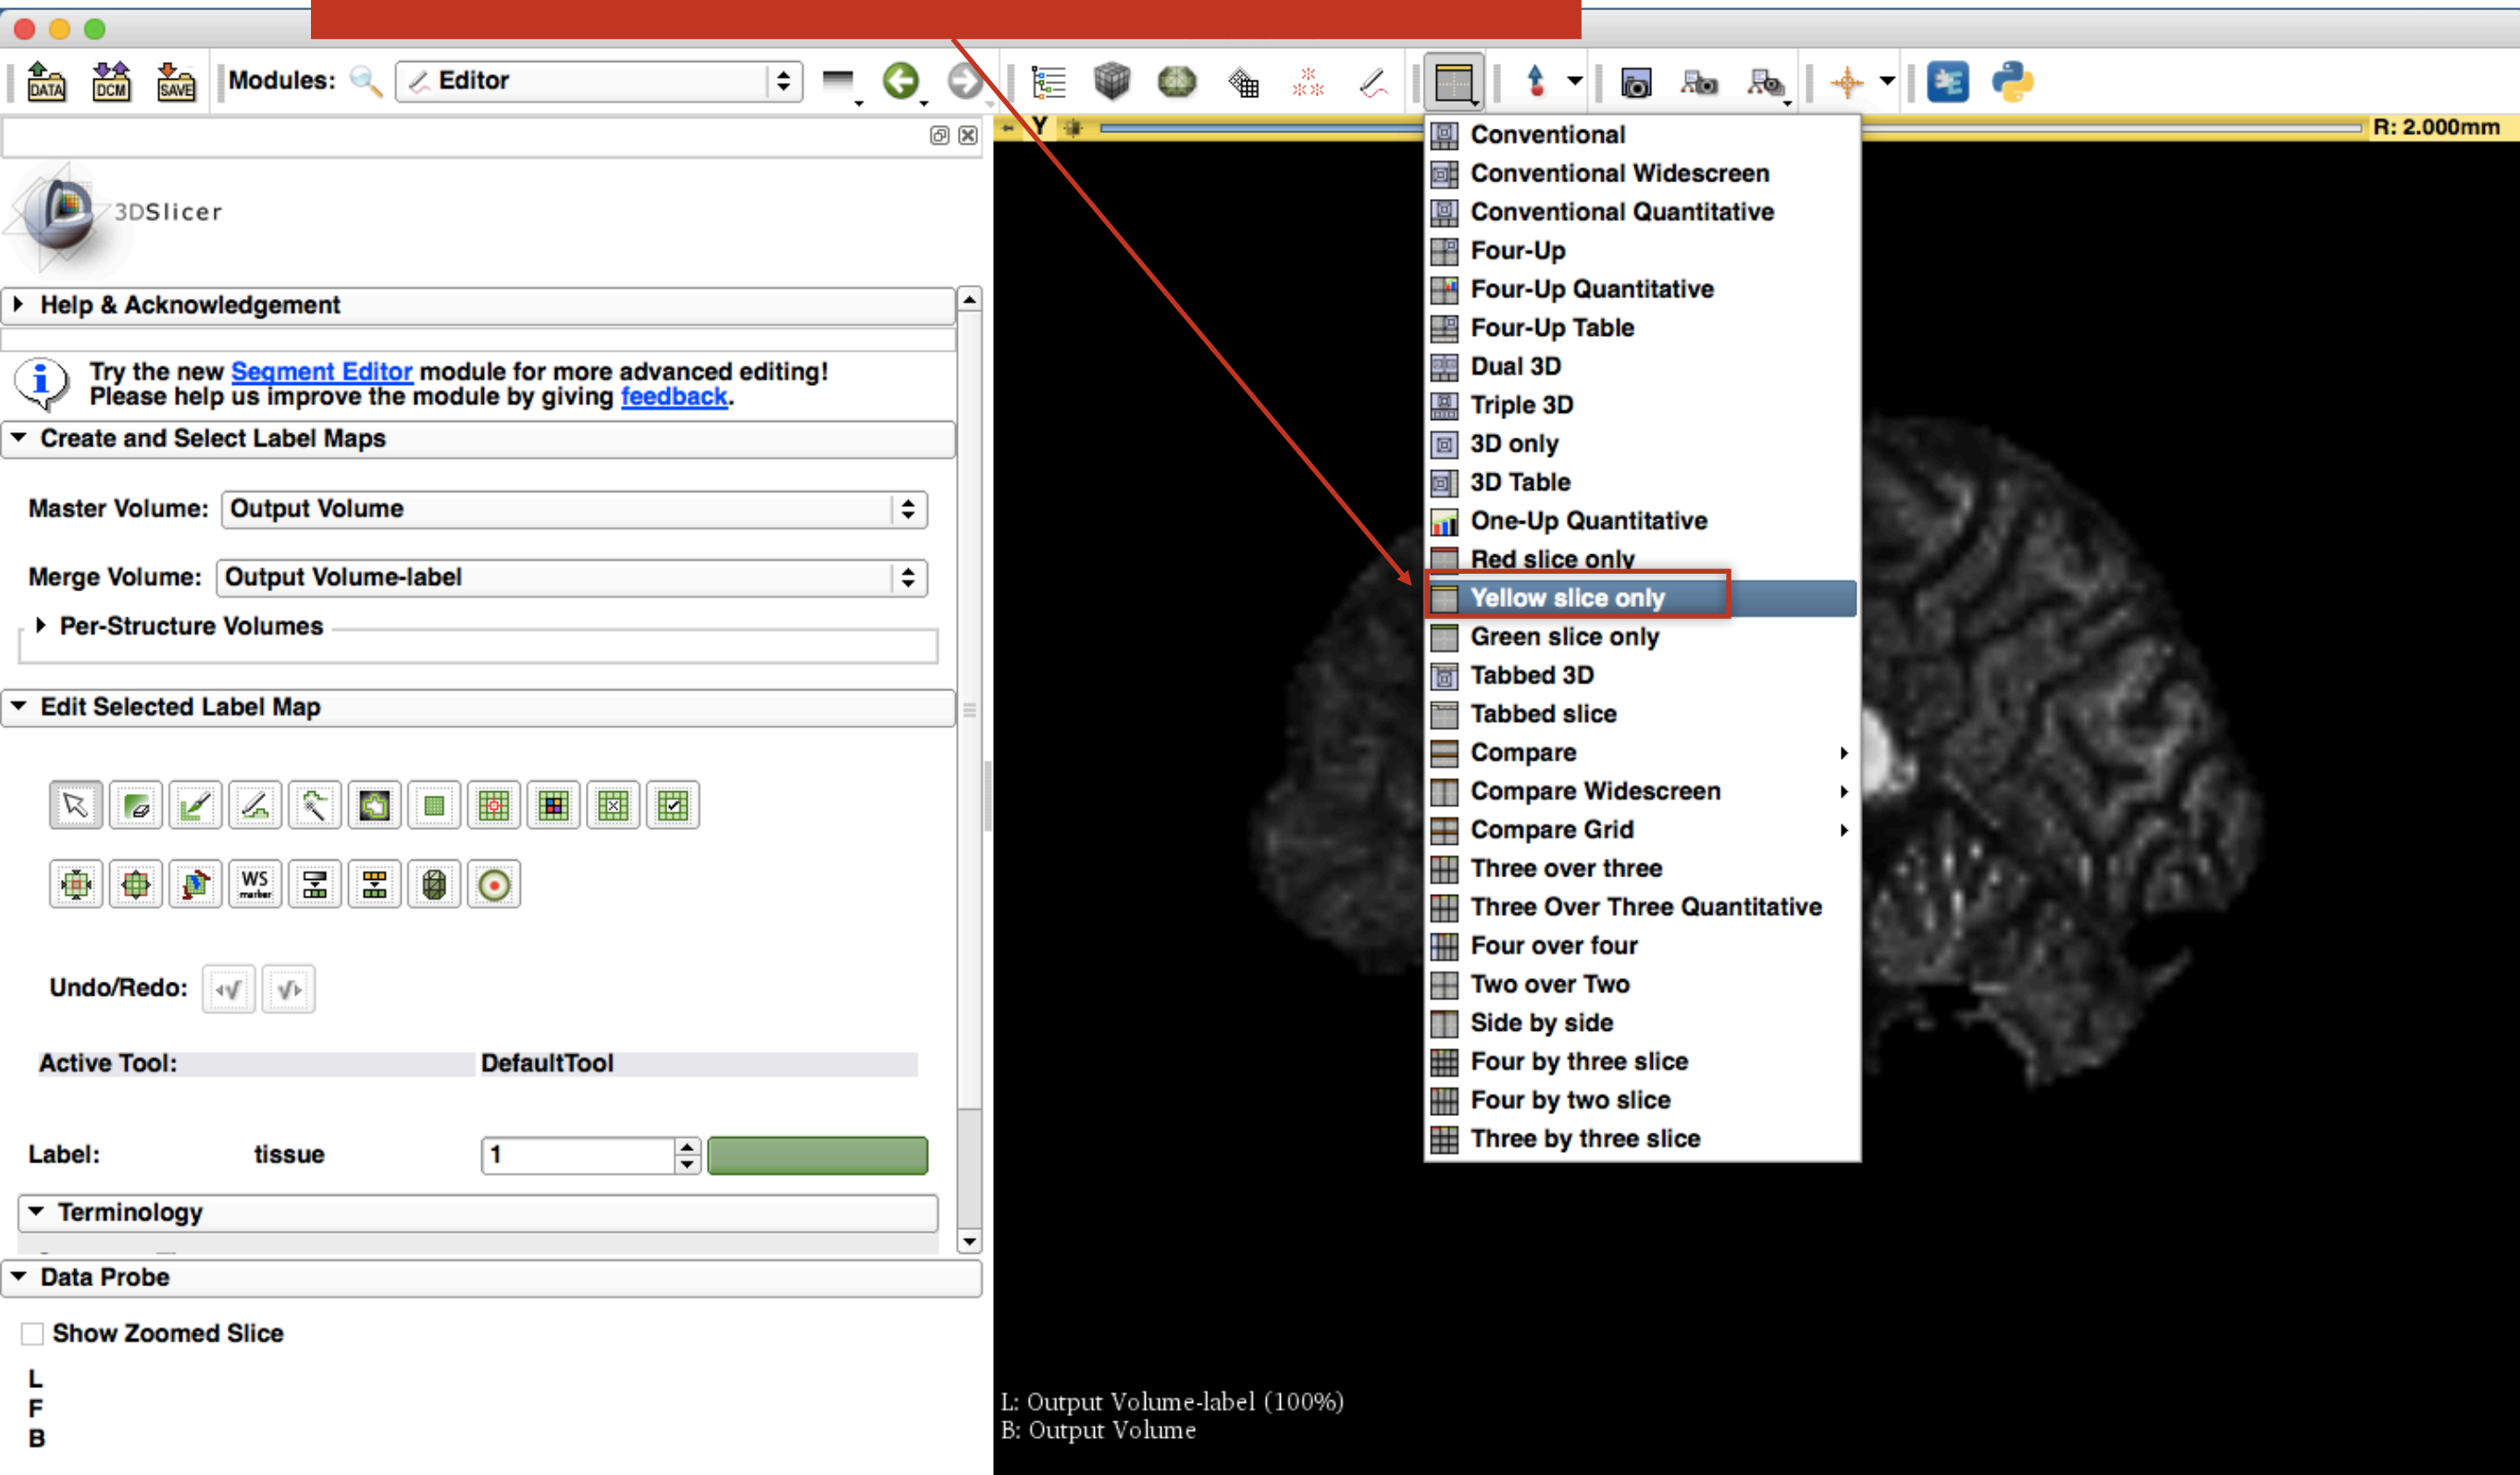 DATA
DCM
SAVE
Modules:
Editor
Y
R: 2.000mm
3DSlicer
Help & Acknowledgement
Try the new Segment Editor module for more advanced editing!
Please help us improve the module by giving feedback.
Create and Select Label Maps
Master Volume: Output Volume
Merge Volume: Output Volume-label
Per-Structure Volumes
Edit Selected Label Map
WS
marker
Undo/Redo:
Active Tool: DefaultTool
Label: tissue 1
Terminology
Data Probe
Show Zoomed Slice
L
F
B
Conventional
Conventional Widescreen
Conventional Quantitative
Four-Up
Four-Up Quantitative
Four-Up Table
Dual 3D
Triple 3D
3D only
3D Table
One-Up Quantitative
Red slice only
Yellow slice only
Green slice only
Tabbed 3D
Tabbed slice
Compare
Compare Widescreen
Compare Grid
Three over three
Three Over Three Quantitative
Four over four
Two over Two
Side by side
Four by three slice
Four by two slice
Three by three slice
L: Output Volume-label (100%)
B: Output Volume